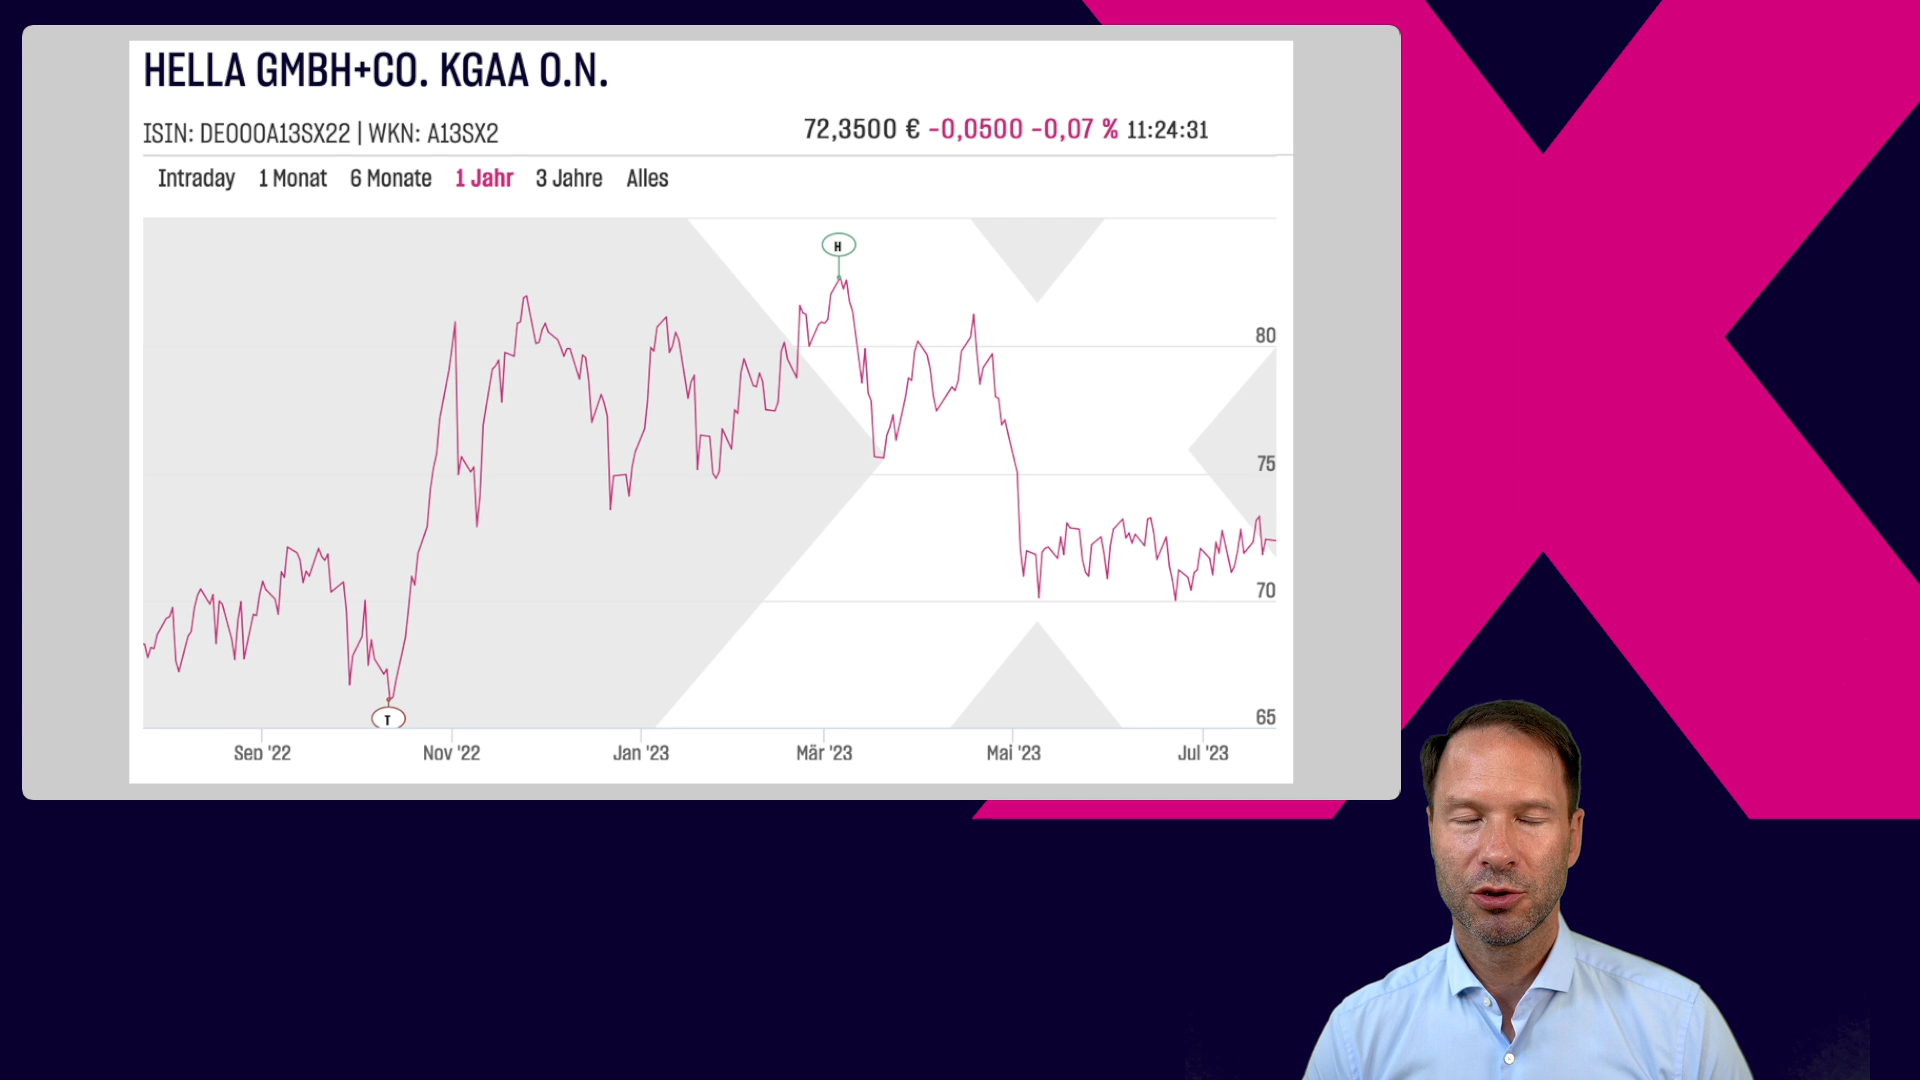 HELLA GMBH+CO. KGAA O.N.
ISIN: DE000A13SX22 | WKN: A13SX2
72,3500 € -0,0500 -0,07 % 11:24:31
Intraday 1 Monat 6 Monate 1 Jahr 3 Jahre Alles
H
80
75
70
T
65
Sep '22 Nov '22 Jan '23 Mär '23 Mai '23 Jul '23